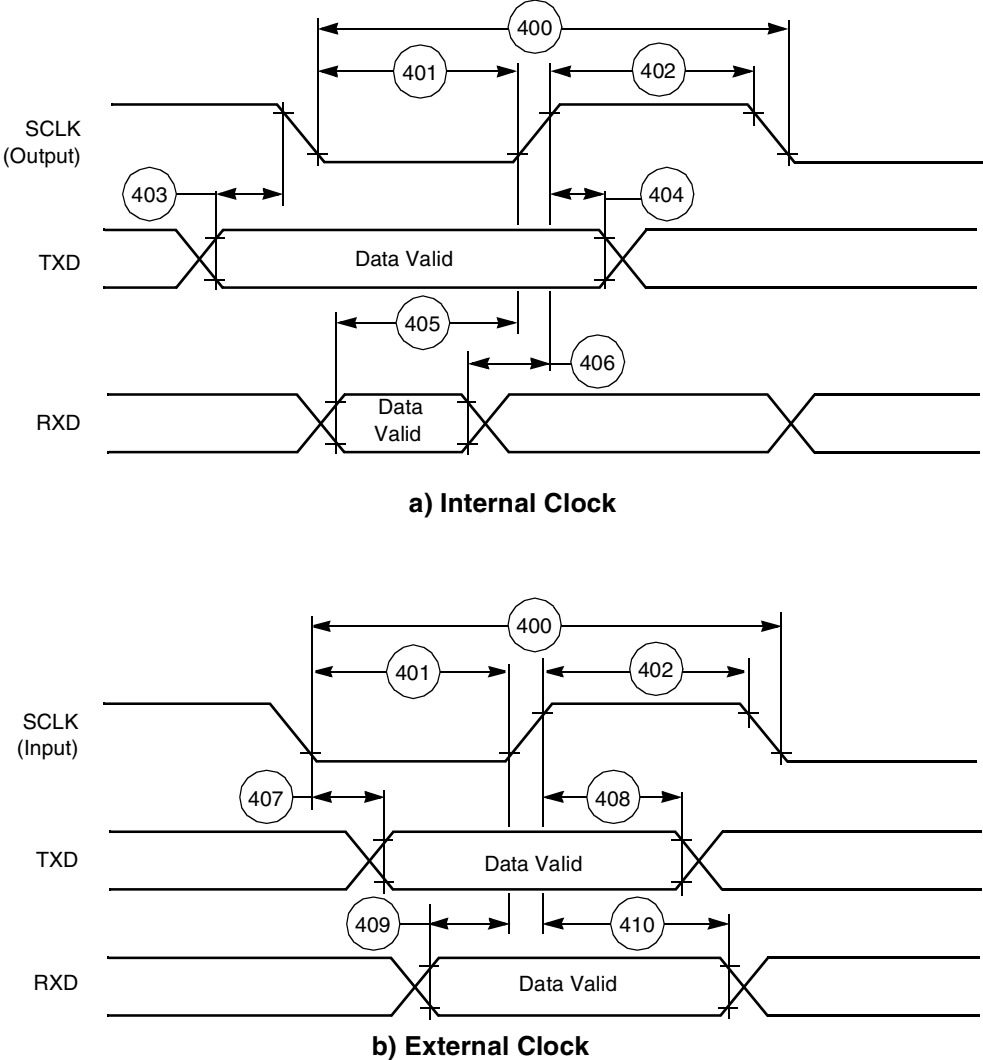 400
401
402
SCLK
(Output)
403
404
TXD
Data Valid
405
406
RXD
Data
Valid
a) Internal Clock
400
401
402
SCLK
(Input)
407
408
TXD
Data Valid
409
410
RXD
Data Valid
b) External Clock